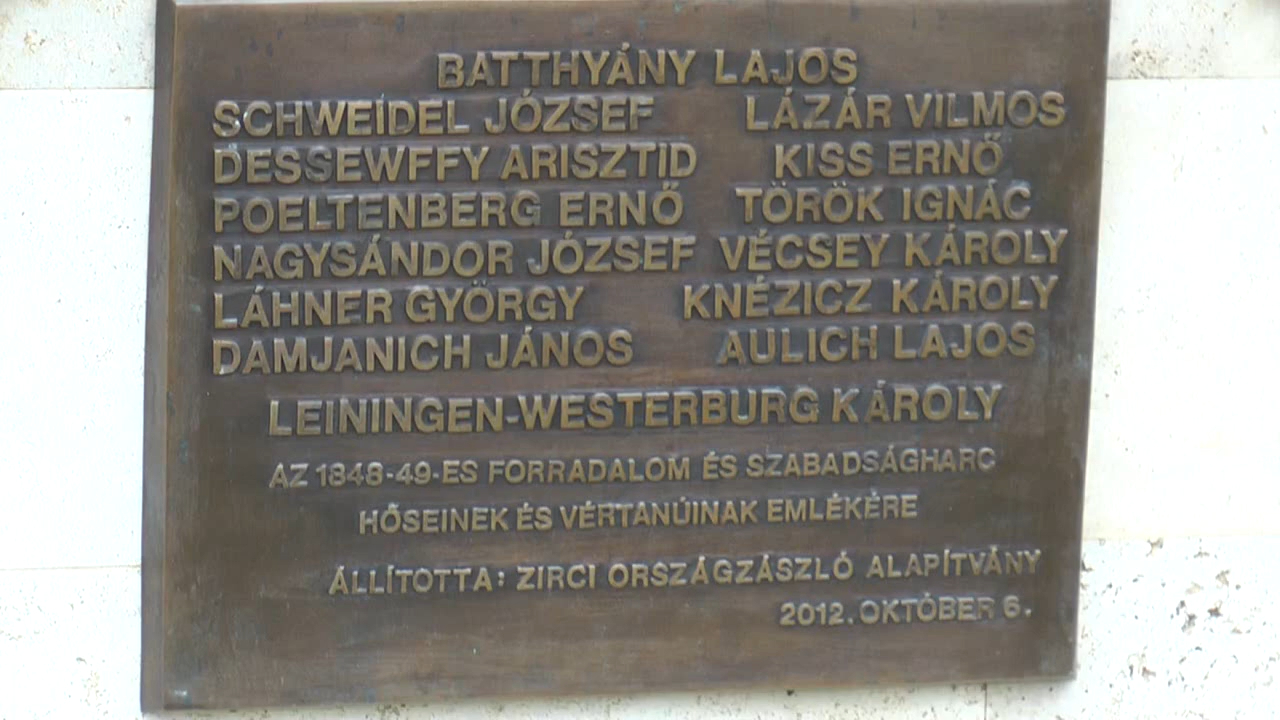 BATTHYÁNY LAJOS
SCHWEIDEL JÓZSEF LÁZÁR VILMOS
DESSEWFFY ARISZTID KISS ERNŐ
POELTENBERG ERNŐ TÖRÖK IGNÁC
NAGYSÁNDOR JÓZSEF VÉCSEY KÁROLY
LÁHNER GYÖRGY KNÉZICZ KÁROLY
DAMJANICH JÁNOS AULICH LAJOS
LEININGEN-WESTERBURG KÁROLY
AZ 1848-49-ES FORRADALOM ÉS SZABADSÁGHARC
HŐSEINEK ÉS VÉRTANÚINAK EMLÉKÉRE
ÁLLÍTOTTA: ZIRCI ORSZÁGZÁSZLÓ ALAPÍTVÁNY
2012. OKTÓBER 6.